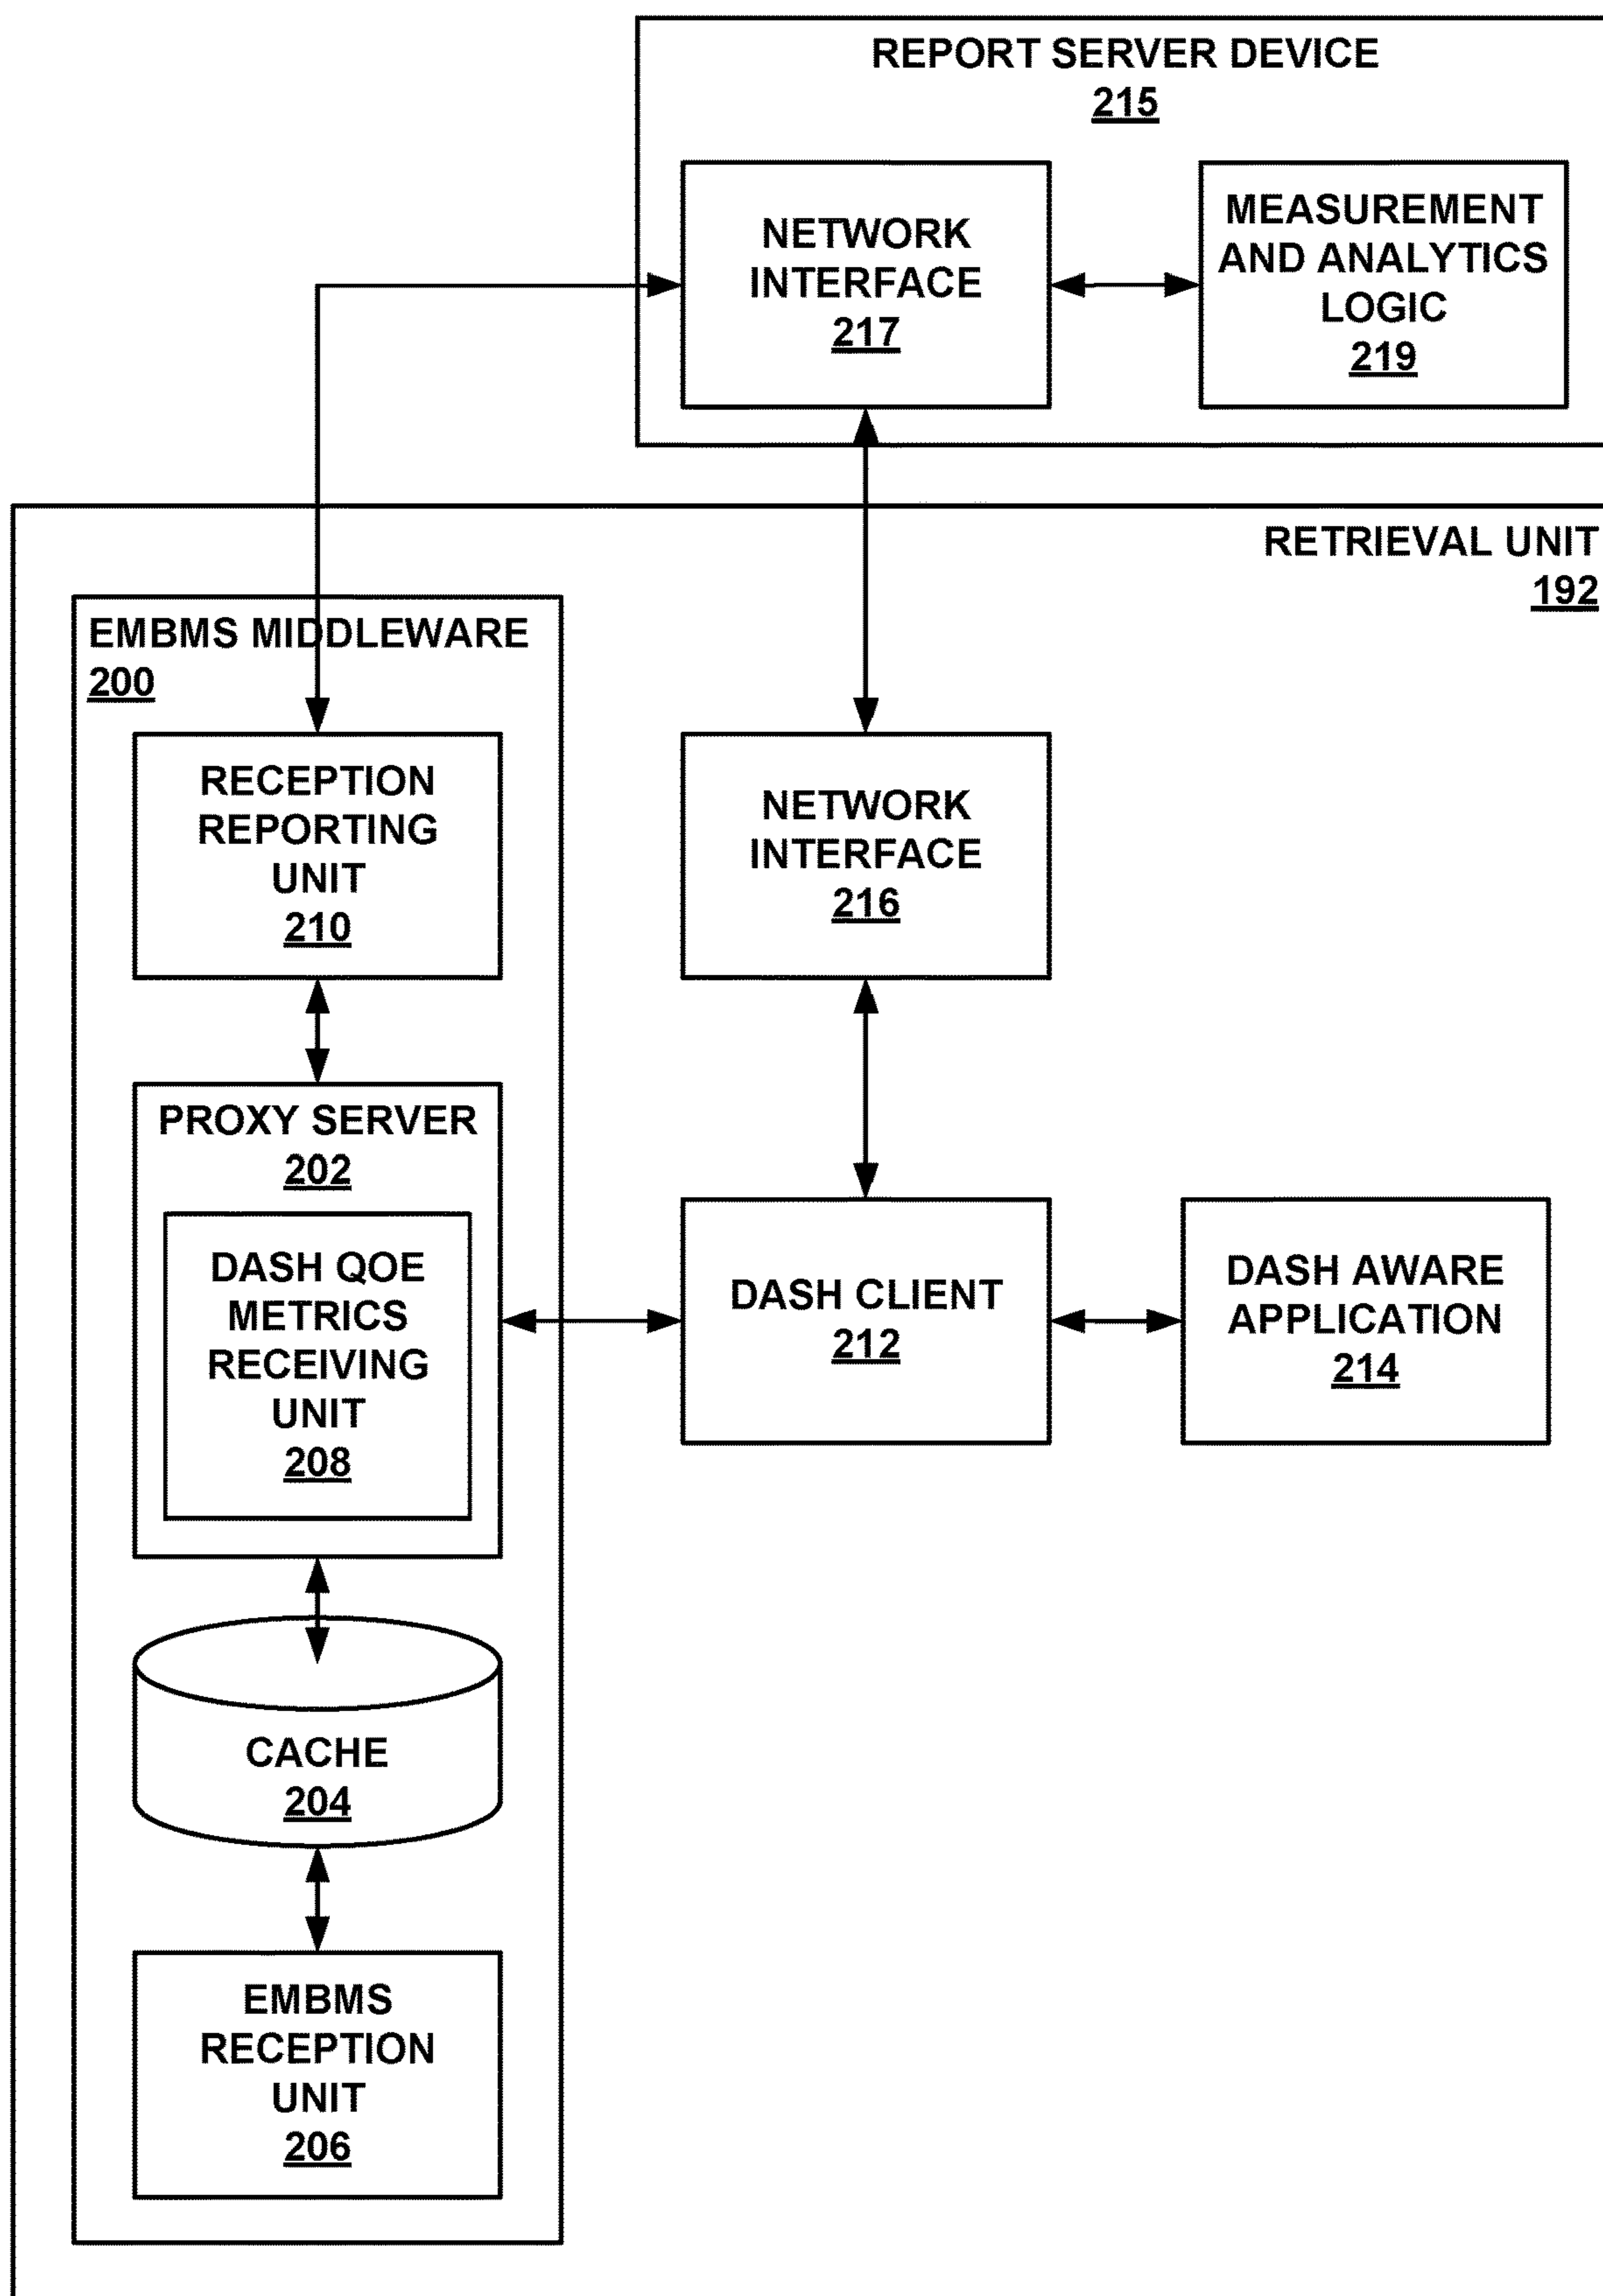 REPORT SERVER DEVICE
215
NETWORK
INTERFACE
217
MEASUREMENT
AND ANALYTICS
LOGIC
219
RETRIEVAL UNIT
192
EMBMS MIDDLEWARE
200
RECEPTION
REPORTING
UNIT
210
NETWORK
INTERFACE
216
PROXY SERVER
202
DASH QOE
METRICS
RECEIVING
UNIT
208
DASH CLIENT
212
DASH AWARE
APPLICATION
214
CACHE
204
EMBMS
RECEPTION
UNIT
206